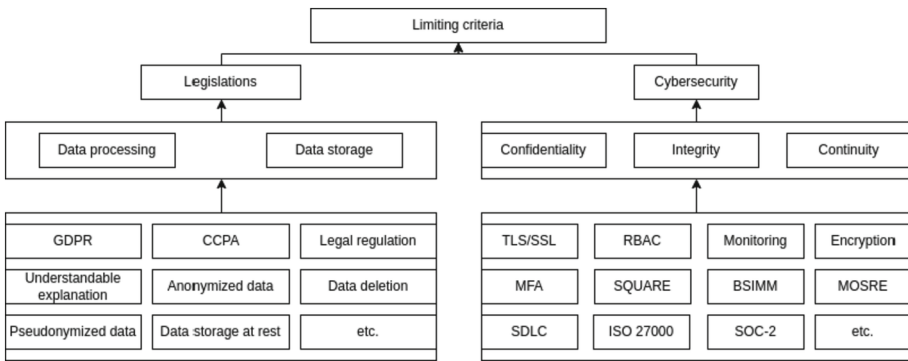 Limiting criteria
Legislations
Cybersecurity
Data processing
Data storage
Confidentiality
Integrity
Continuity
GDPR
CCPA
Legal regulation
TLS/SSL
RBAC
Monitoring
Encryption
Understandable
explanation
Anonymized data
Data deletion
MFA
SQUARE
BSIMM
MOSRE
Pseudonymized data
Data storage at rest
etc.
SDLC
ISO 27000
SOC-2
etc.